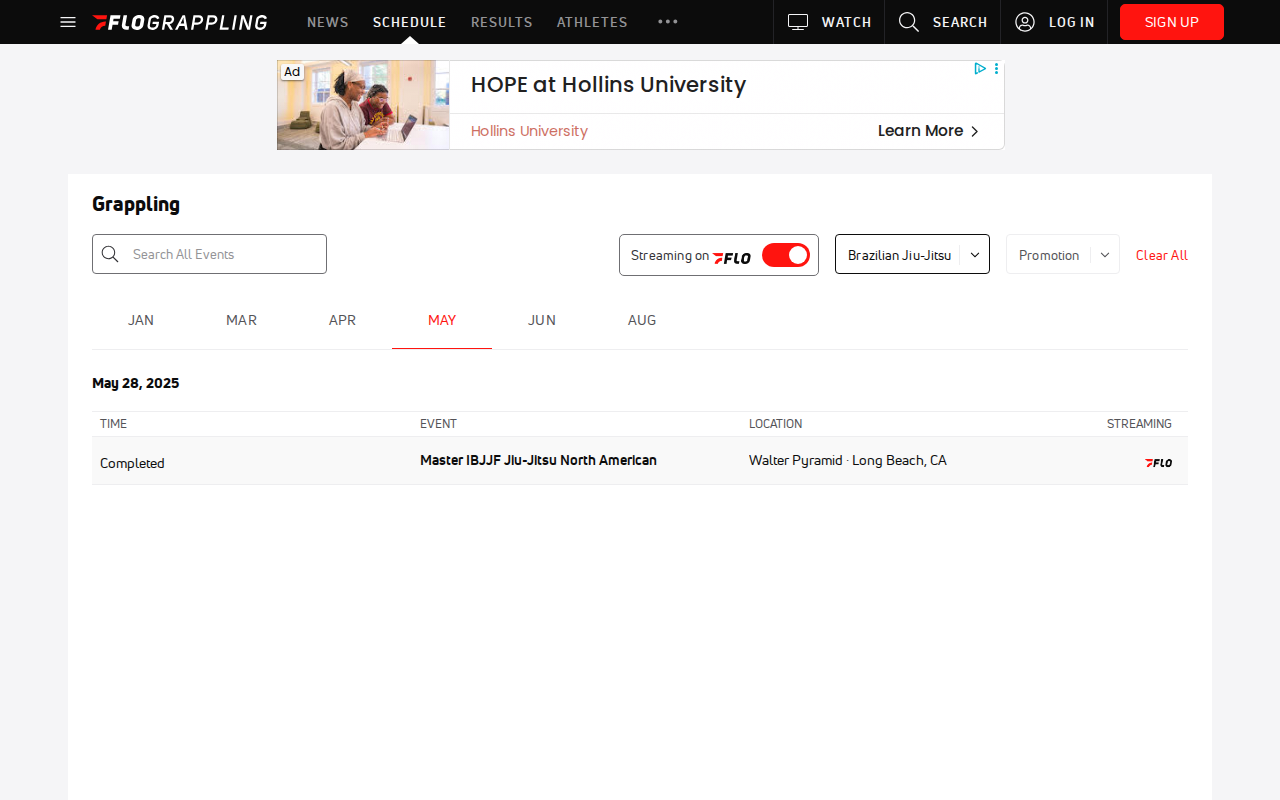 FLOGRAPPLING
NEWS
SCHEDULE
RESULTS
ATHLETES
WATCH
SEARCH
LOG IN
SIGN UP
Ad
HOPE at Hollins University
Hollins University
Learn More
Grappling
Search All Events
Streaming on FLO
Brazilian Jiu-Jitsu
Promotion
Clear All
JAN
MAR
APR
MAY
JUN
AUG
May 28, 2025
TIME
EVENT
LOCATION
STREAMING
Completed
Master IBJJF Jiu-Jitsu North American
Walter Pyramid · Long Beach, CA
FLO